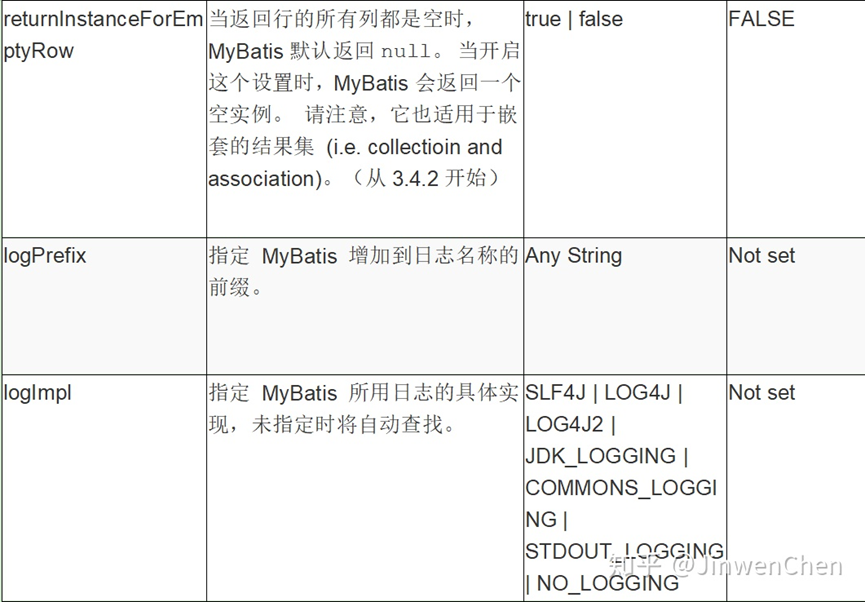 returnInstanceForEm
ptyRow
当返回行的所有列都是空时，
MyBatis 默认返回 null。 当开启
这个设置时，MyBatis 会返回一个
空实例。 请注意，它也适用于嵌
套的结果集 (i.e. collectioin and
association)。（从 3.4.2 开始）
true | false
FALSE
logPrefix
指定 MyBatis 增加到日志名称的
前缀。
Any String
Not set
logImpl
指定 MyBatis 所用日志的具体实
现，未指定时将自动查找。
SLF4J | LOG4J |
LOG4J2 |
JDK_LOGGING |
COMMONS_LOGGI
NG |
STDOUT_LOGGING
| NO_LOGGING
Not set
知乎 @JinwenChen